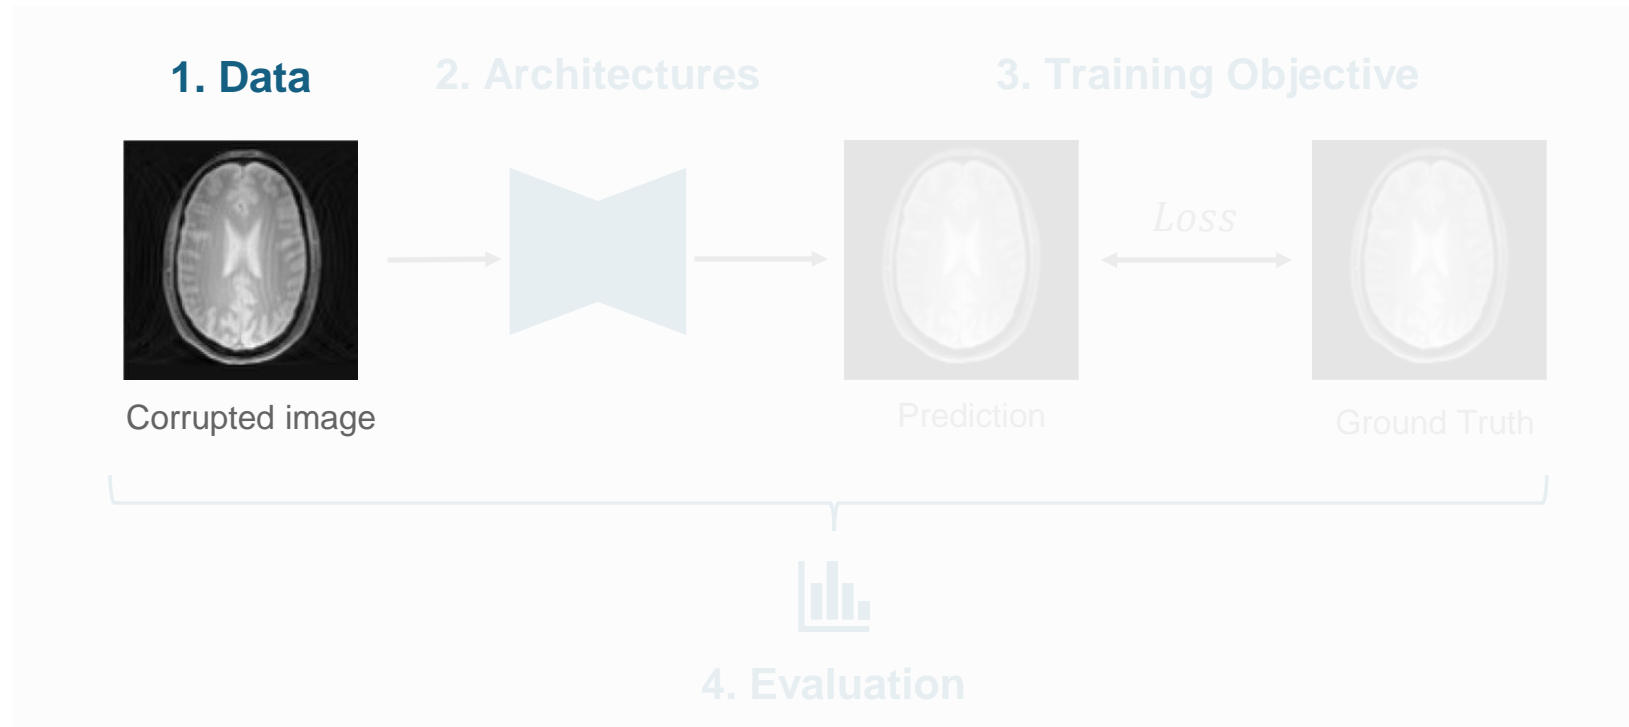 1. Data
2. Architectures
3. Training Objective
Loss
Corrupted image
Prediction
Ground Truth
4. Evaluation